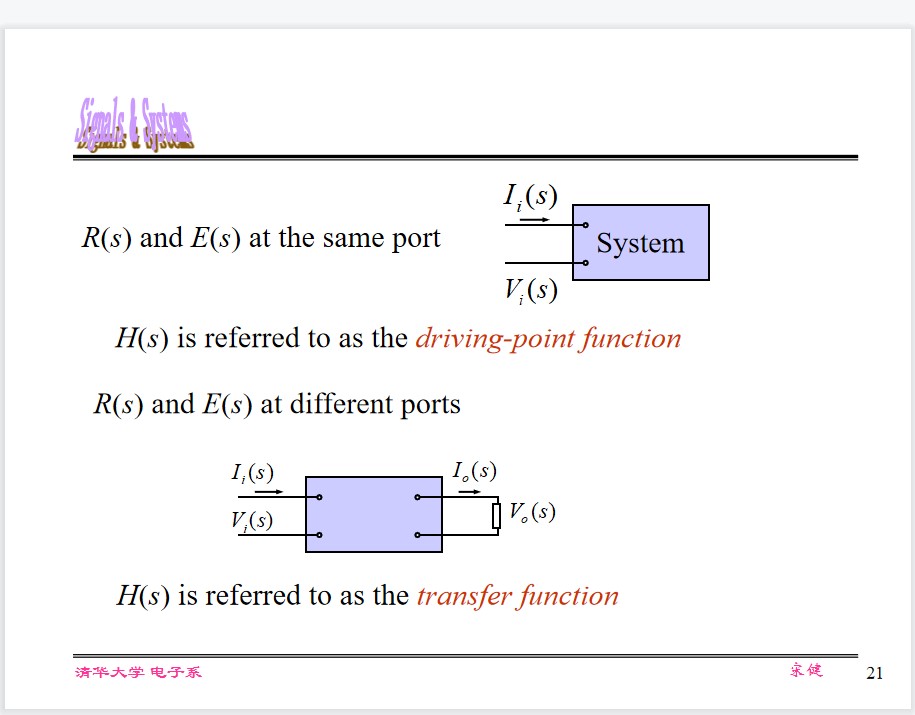 Signals & Systems
R(s) and E(s) at the same port
I_i(s)
System
V_i(s)
H(s) is referred to as the driving-point function
R(s) and E(s) at different ports
I_i(s)
I_o(s)
V_i(s)
V_o(s)
H(s) is referred to as the transfer function
清华大学 电子系
宋健
21